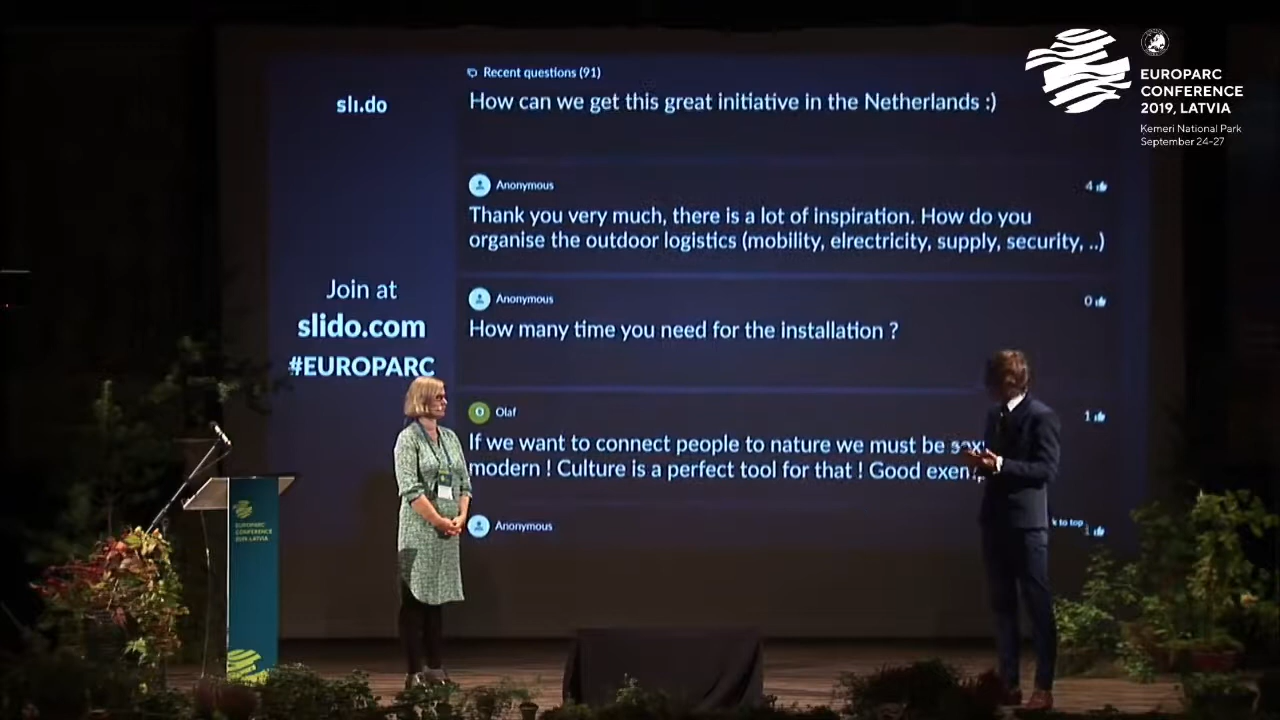 Recent questions (91)
sli.do
How can we get this great initiative in the Netherlands :)
Anonymous
4
Thank you very much, there is a lot of inspiration. How do you
organise the outdoor logistics (mobility, elrectricity, supply, security, ..)
Join at
slido.com
#EUROPARC
Anonymous
0
How many time you need for the installation ?
Olaf
1
If we want to connect people to nature we must be
modern ! Culture is a perfect tool for that ! Good
Anonymous
to top
EUROPARC
CONFERENCE
2019, LATVIA
Kemeri National Park
September 24-27
EUROPARC
CONFERENCE
2019, LATVIA